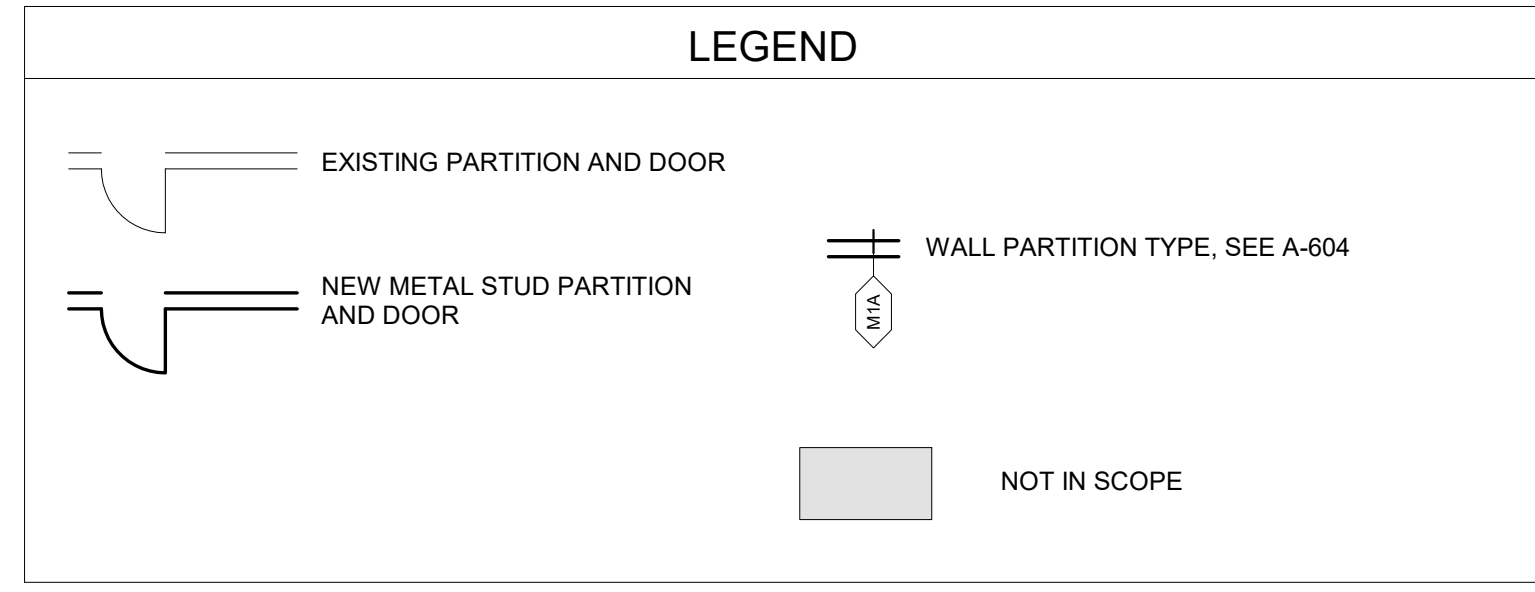 LEGEND
EXISTING PARTITION AND DOOR
NEW METAL STUD PARTITION
AND DOOR
WALL PARTITION TYPE, SEE A-604
M1A
NOT IN SCOPE